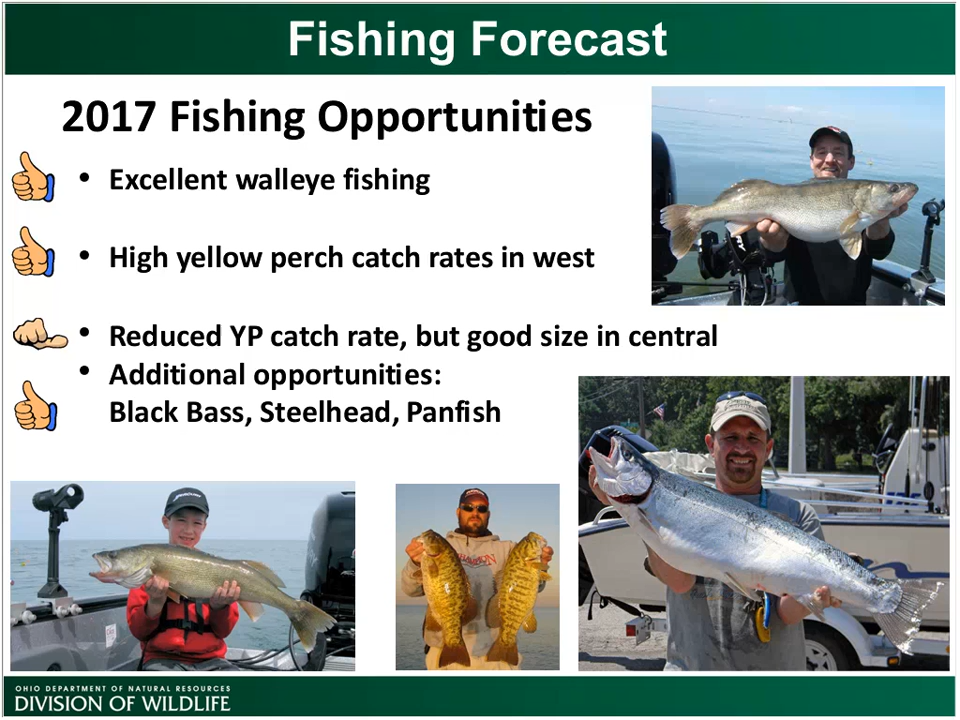 Fishing Forecast
2017 Fishing Opportunities
• Excellent walleye fishing
• High yellow perch catch rates in west
• Reduced YP catch rate, but good size in central
• Additional opportunities:
Black Bass, Steelhead, Panfish
OHIO DEPARTMENT OF NATURAL RESOURCES
DIVISION OF WILDLIFE